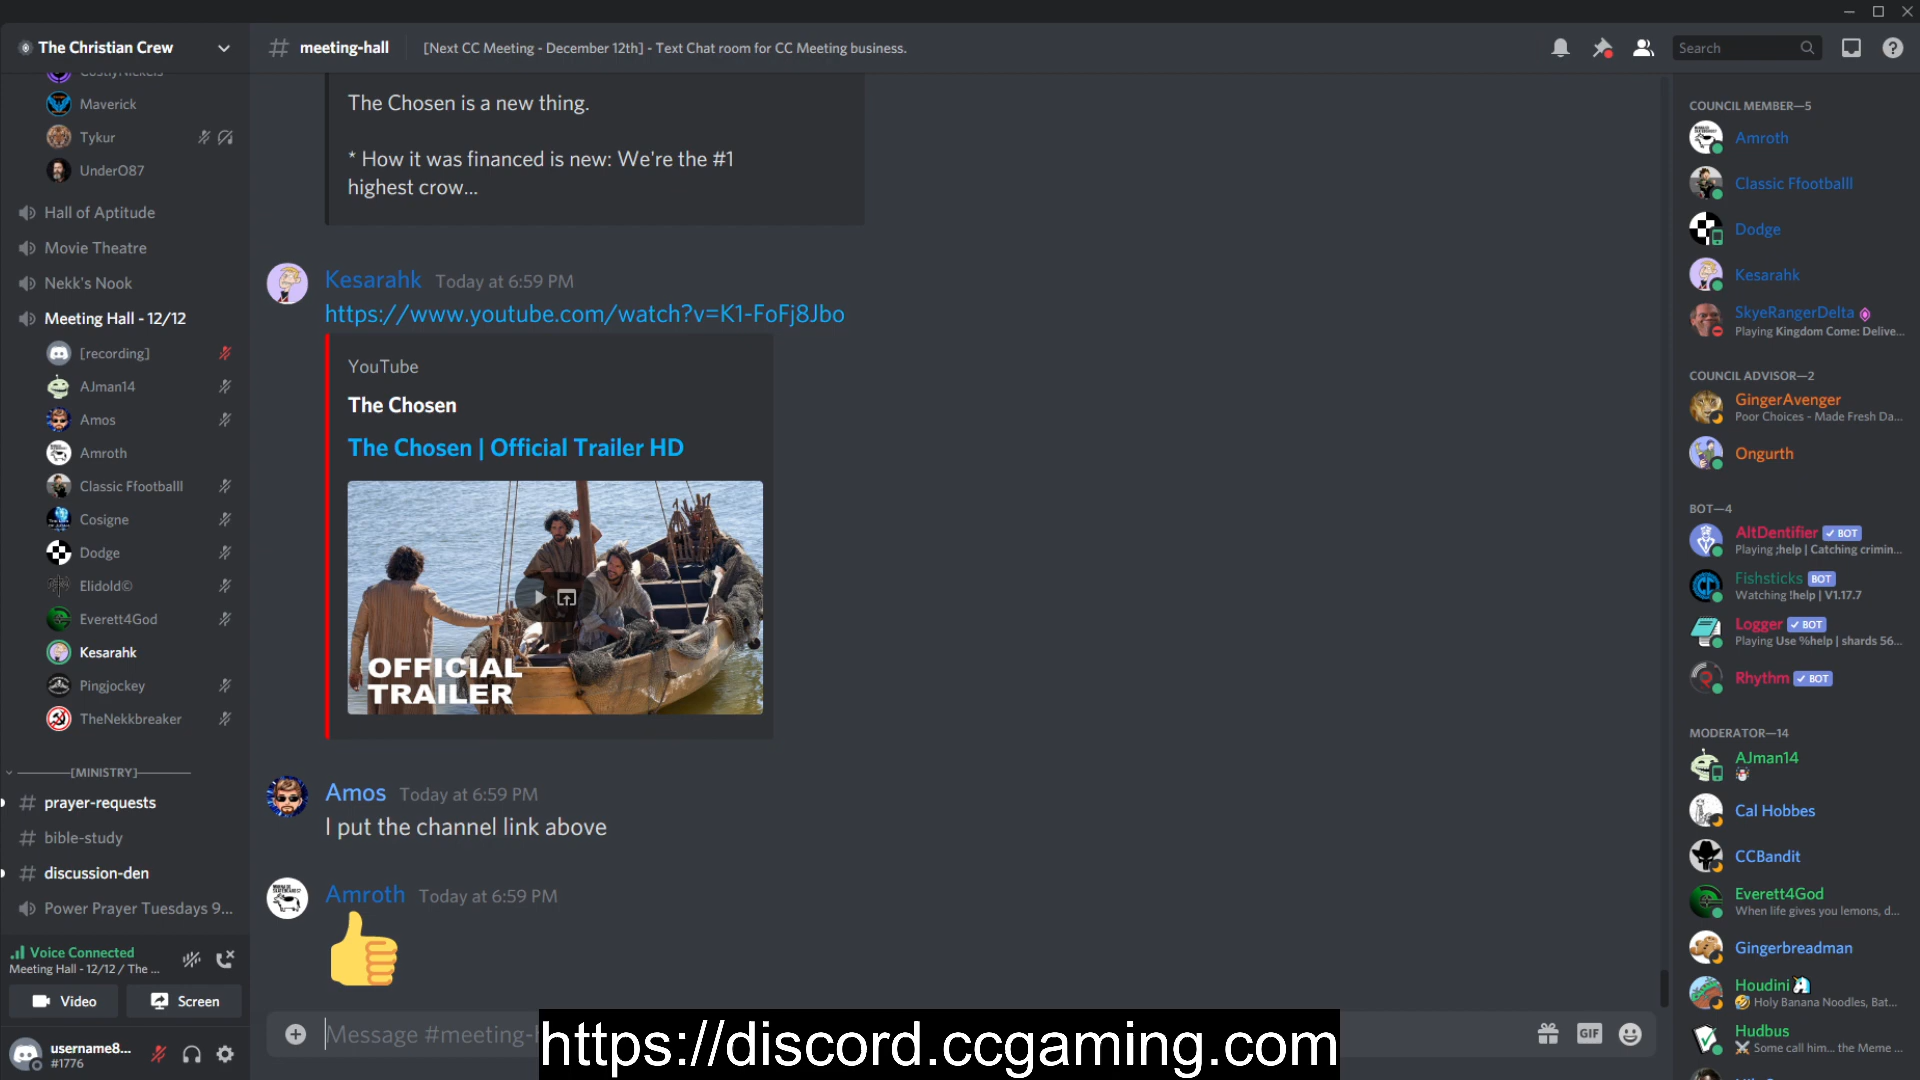 The Christian Crew
# meeting-hall
[Next CC Meeting - December 12th] - Text Chat room for CC Meeting business.
Search
CostlyNickels
Maverick
Tykur
UnderO87
Hall of Aptitude
Movie Theatre
Nekk's Nook
Meeting Hall - 12/12
[recording]
AJman14
Amos
Amroth
Classic Ffootballl
Cosigne
Dodge
Elidold©
Everett4God
Kesarahk
Pingjockey
TheNekkbreaker
[MINISTRY]
# prayer-requests
# bible-study
# discussion-den
Power Prayer Tuesdays 9...
Voice Connected
Meeting Hall - 12/12 / The ...
Video
Screen
username8...
#1776
The Chosen is a new thing.
* How it was financed is new: We're the #1
highest crow...
Kesarahk Today at 6:59 PM
https://www.youtube.com/watch?v=K1-FoFj8Jbo
YouTube
The Chosen
The Chosen | Official Trailer HD
OFFICIAL
TRAILER
Amos Today at 6:59 PM
I put the channel link above
Amroth Today at 6:59 PM
Message #meeting-
https://discord.ccgaming.com
GIF
COUNCIL MEMBER—5
Amroth
Classic Ffootballl
Dodge
Kesarahk
SkyeRangerDelta
Playing Kingdom Come: Delive...
COUNCIL ADVISOR—2
GingerAvenger
Poor Choices - Made Fresh Da...
Ongurth
BOT—4
AltDentifier BOT
Playing ;help | Catching crimin...
Fishsticks BOT
Watching !help | V1.17.7
Logger BOT
Playing Use %help | shards 56...
Rhythm BOT
MODERATOR—14
AJman14
Cal Hobbes
CCBandit
Everett4God
When life gives you lemons, d...
Gingerbreadman
Houdini
Holy Banana Noodles, Bat...
Hudbus
Some call him... the Meme ...